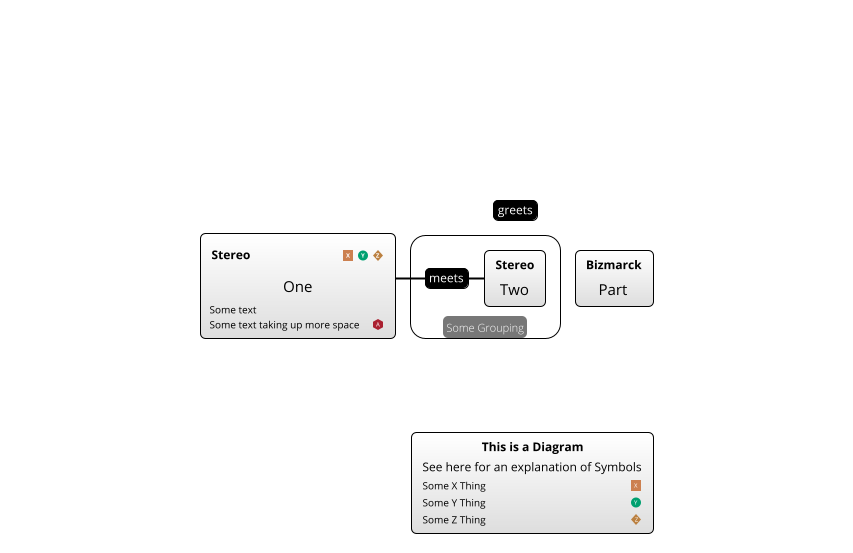 greets
Stereo X Y Z
One
Some text
Some text taking up more space A
meets
Stereo
Two
Some Grouping
Bizmarck
Part
This is a Diagram
See here for an explanation of Symbols
Some X Thing X
Some Y Thing Y
Some Z Thing Z